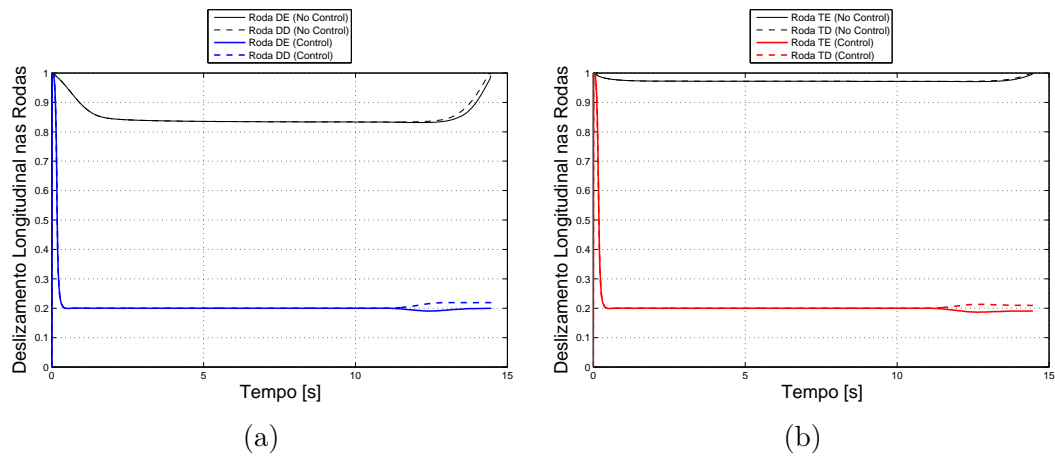 Roda DE (No Control)
Roda DD (No Control)
Roda DE (Control)
Roda DD (Control)
1
0.9
0.8
0.7
0.6
0.5
0.4
0.3
0.2
0.1
0
0
5
10
15
Deslizamento Longitudinal nas Rodas
Tempo [s]
(a)
Roda TE (No Control)
Roda TD (No Control)
Roda TE (Control)
Roda TD (Control)
1
0.9
0.8
0.7
0.6
0.5
0.4
0.3
0.2
0.1
0
0
5
10
15
Deslizamento Longitudinal nas Rodas
Tempo [s]
(b)